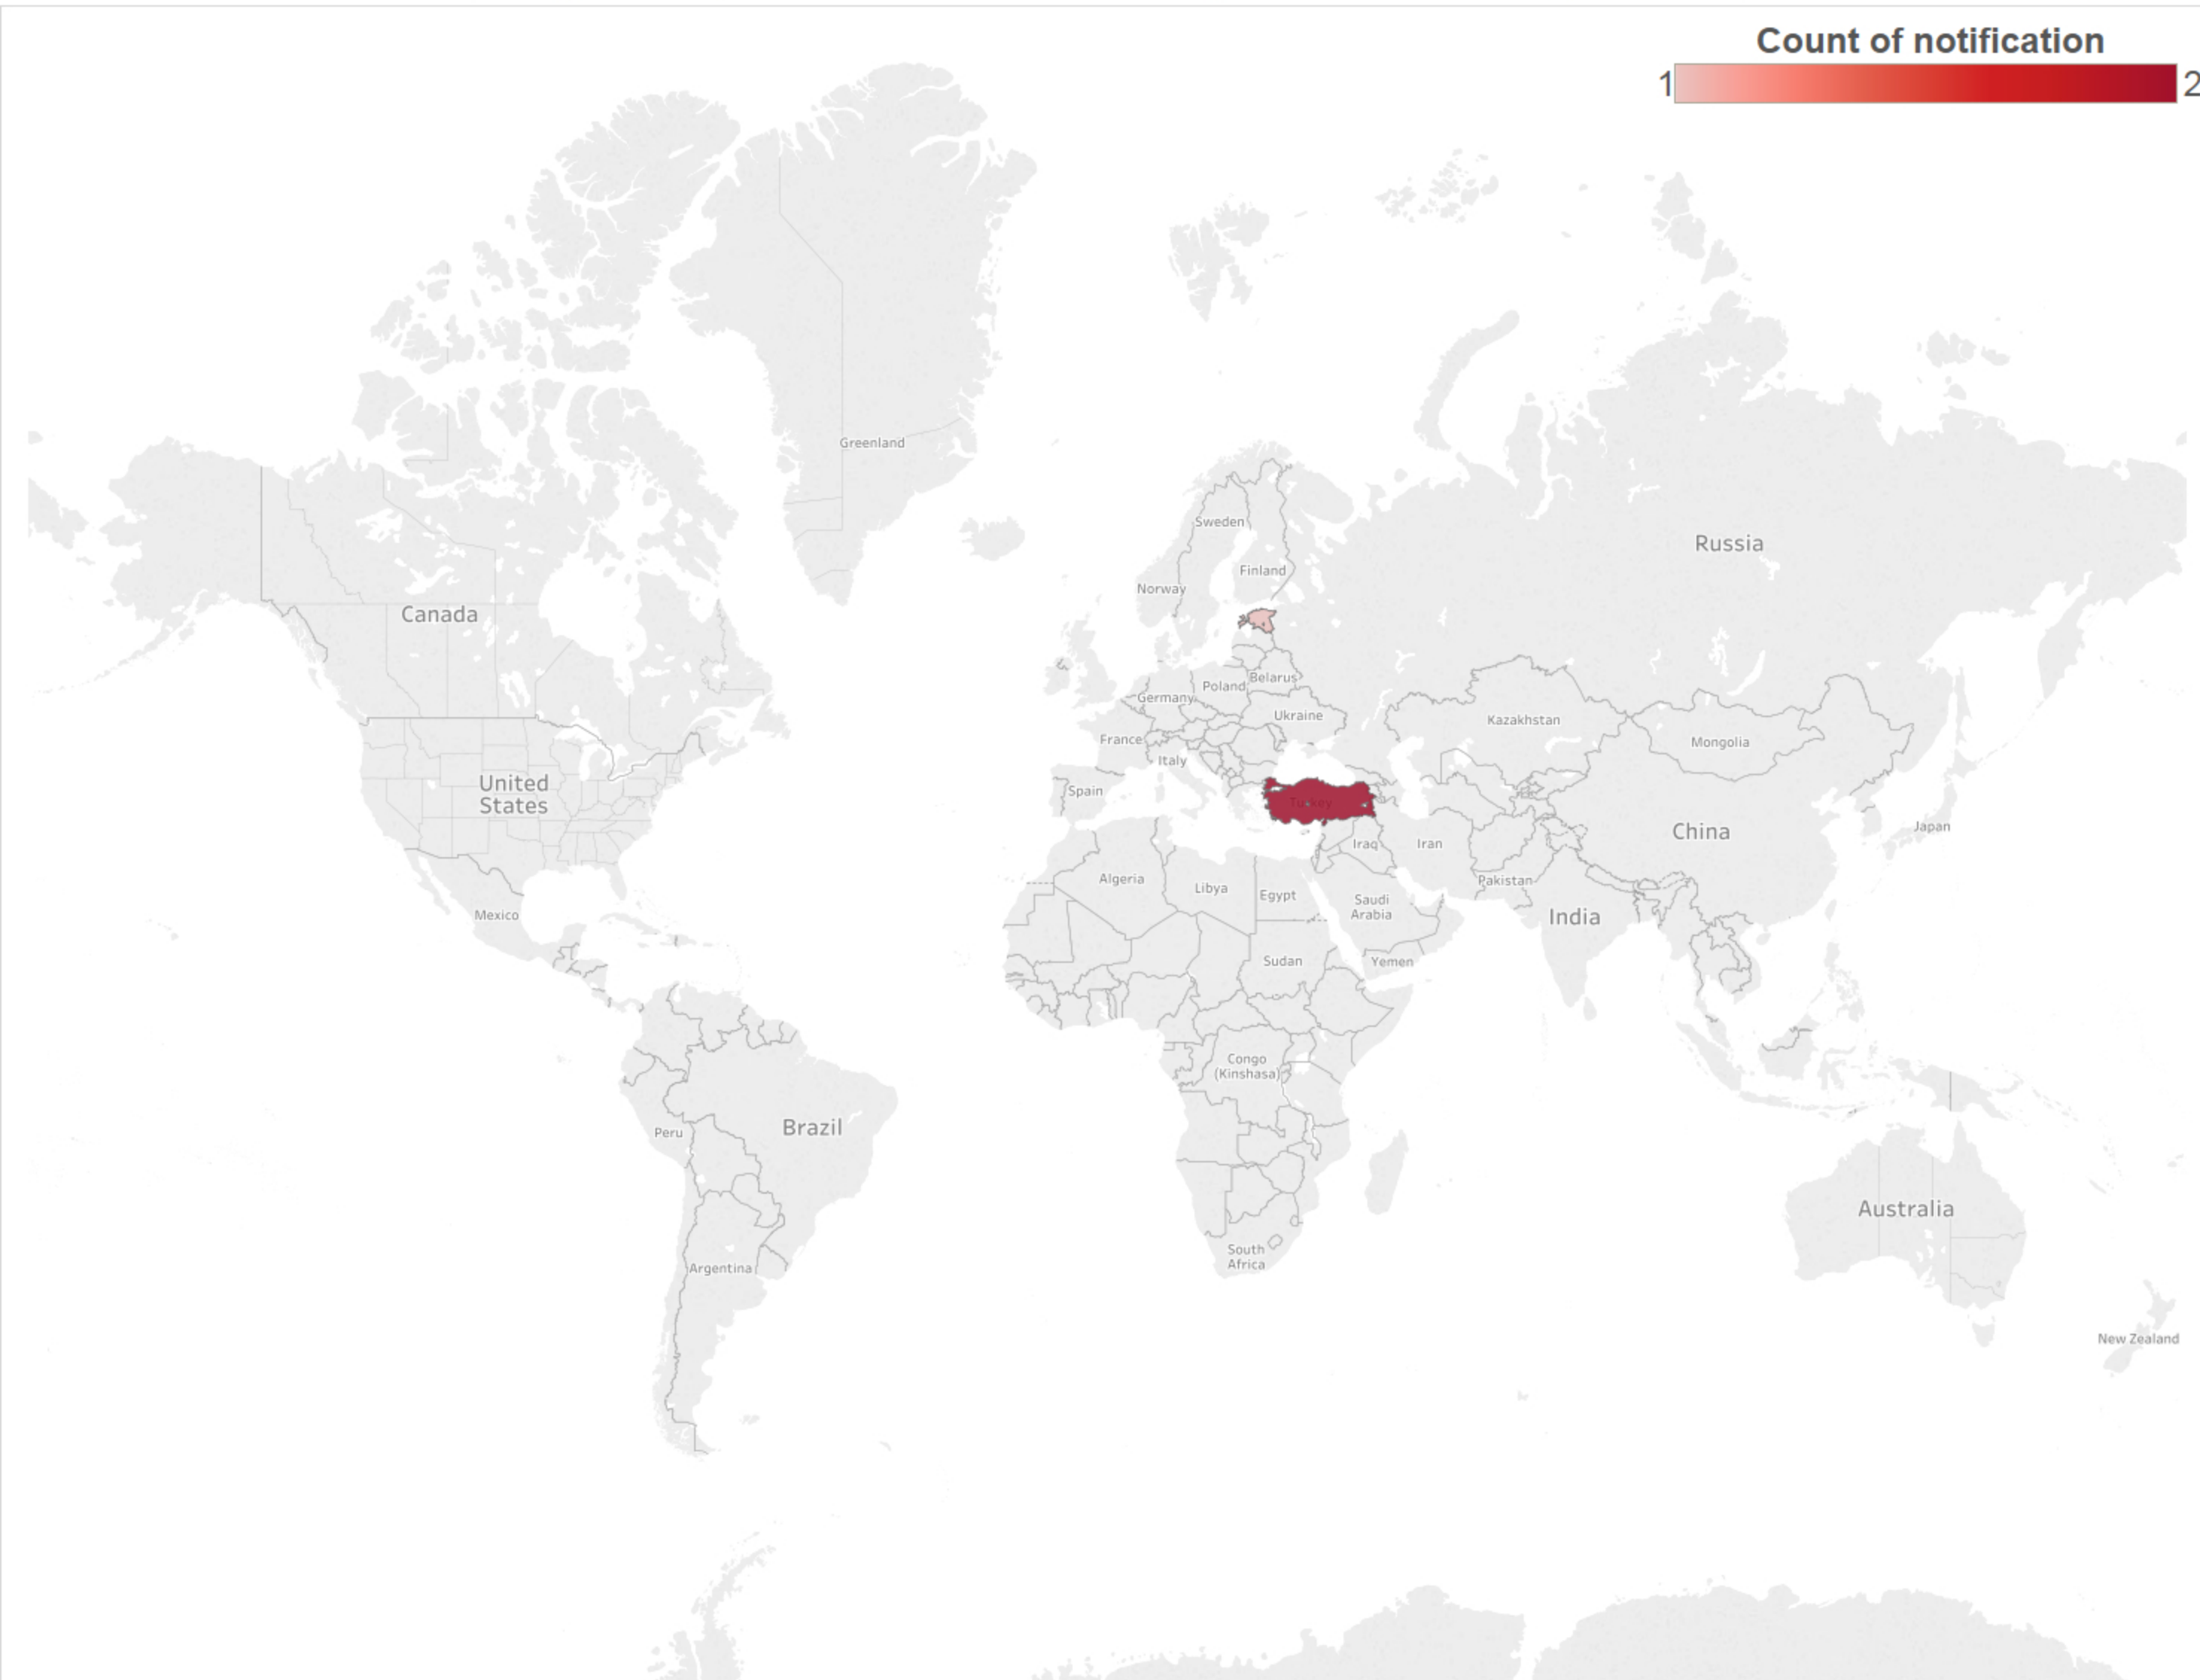 Count of notification
1
2
Greenland
Sweden
Russia
Finland
Norway
Canada
Belarus
Poland
Germany
Ukraine
Kazakhstan
France
Mongolia
Italy
United
States
Spain
Turkey
Japan
China
Iraq
Iran
Algeria
Pakistan
Libya
Egypt
Saudi
Arabia
Mexico
India
Sudan
Yemen
Congo
(Kinshasa)
Brazil
Peru
Australia
South
Africa
Argentina
New Zealand